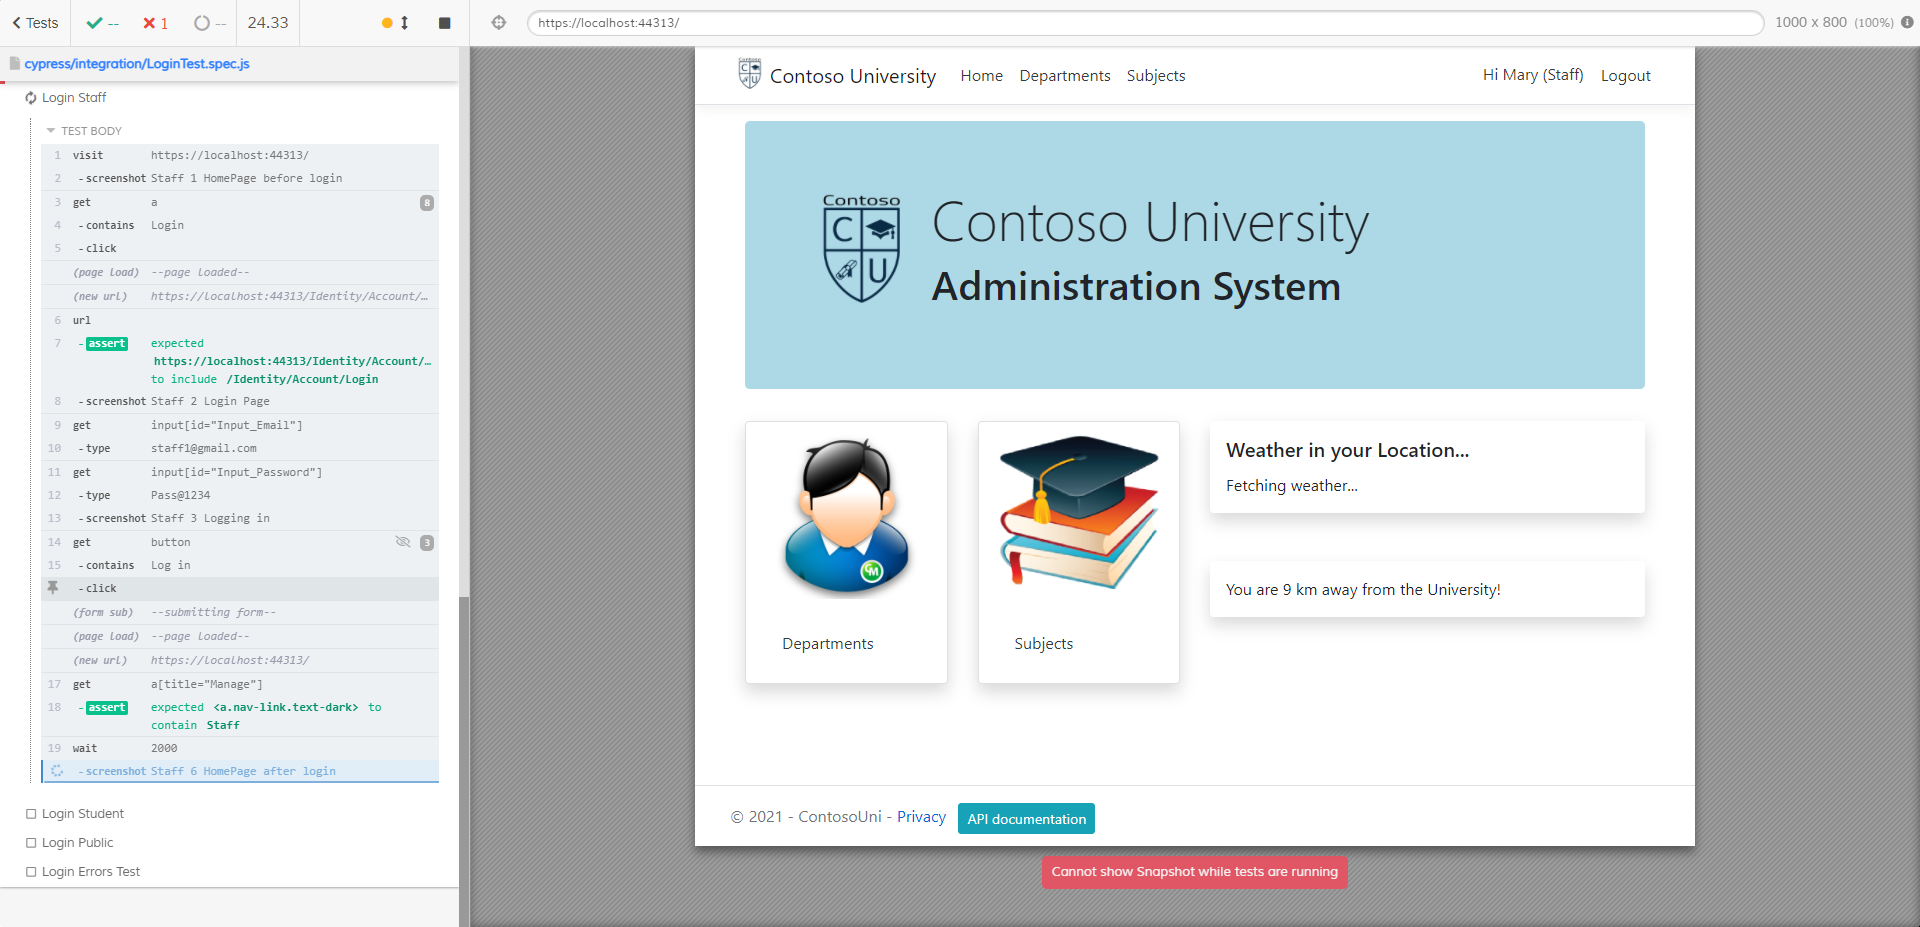 Tests
--
1
--
24.33
https://localhost:44313/
1000 x 800 (100%)
cypress/integration/LoginTest.spec.js
Login Staff
TEST BODY
1 visit https://localhost:44313/
2 -screenshot Staff 1 HomePage before login
3 get a 8
4 -contains Login
5 -click
(page load) --page loaded--
(new url) https://localhost:44313/Identity/Account/…
6 url
7 -assert expected
https://localhost:44313/Identity/Account/…
to include /Identity/Account/Login
8 -screenshot Staff 2 Login Page
9 get input[id="Input_Email"]
10 -type staff1@gmail.com
11 get input[id="Input_Password"]
12 -type Pass@1234
13 -screenshot Staff 3 Logging in
14 get button 3
15 -contains Log in
-click
(form sub) --submitting form--
(page load) --page loaded--
(new url) https://localhost:44313/
17 get a[title="Manage"]
18 -assert expected <a.nav-link.text-dark> to
contain Staff
19 wait 2000
-screenshot Staff 6 HomePage after login
Login Student
Login Public
Login Errors Test
Contoso University Home Departments Subjects Hi Mary (Staff) Logout
Contoso
C
U
Contoso University
Administration System
Departments
Subjects
Weather in your Location...
Fetching weather...
You are 9 km away from the University!
© 2021 - ContosoUni - Privacy API documentation
Cannot show Snapshot while tests are running